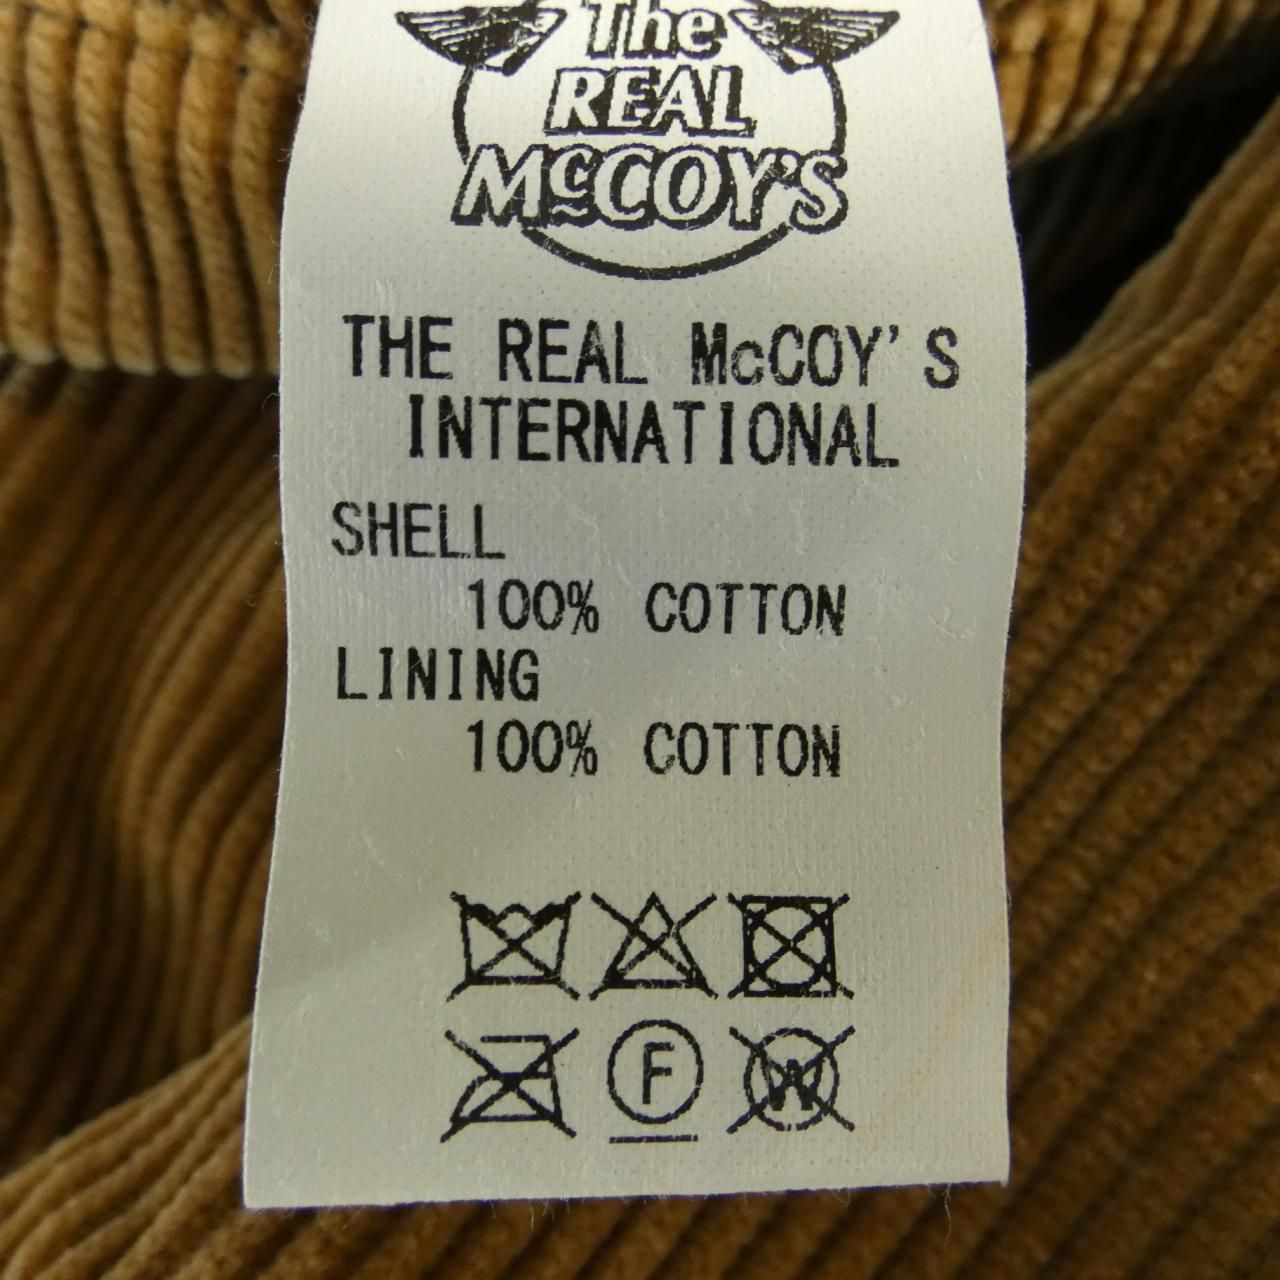 The
REAL
McCOY'S
THE REAL McCOY'S
INTERNATIONAL
SHELL
100% COTTON
LINING
100% COTTON
F
W